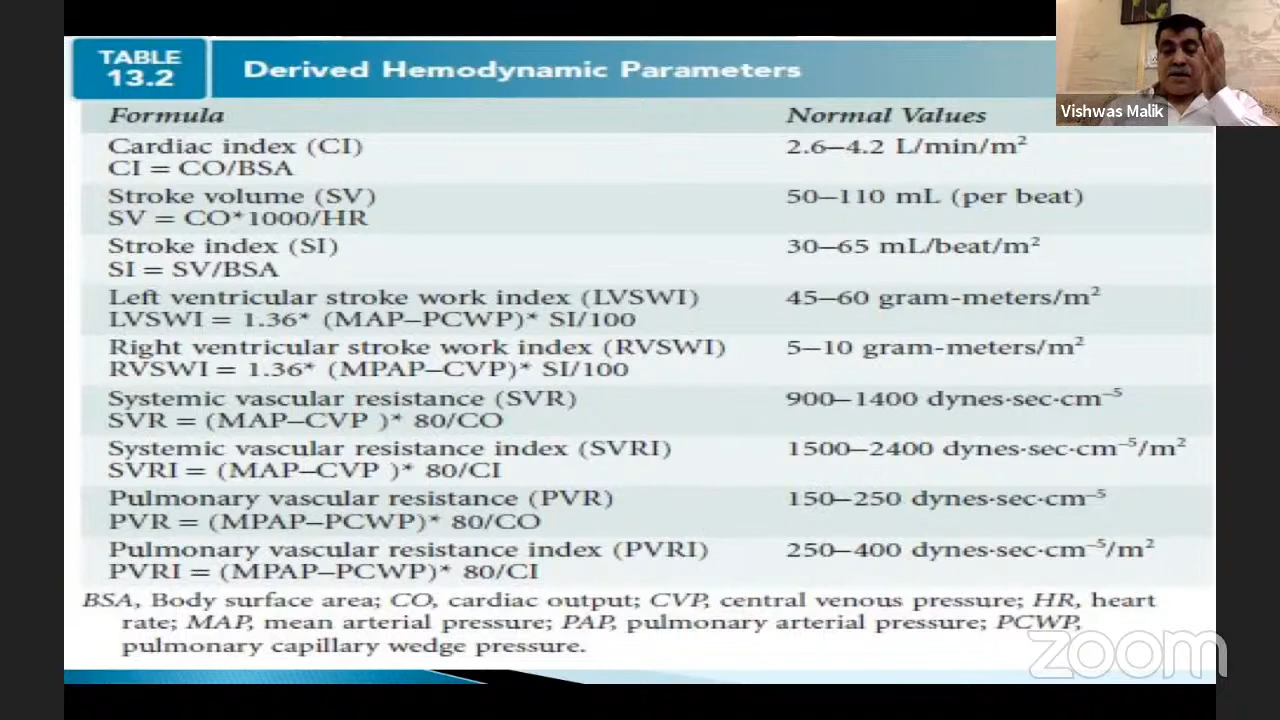 TABLE
13.2
Derived Hemodynamic Parameters
Vishwas Malik
Formula Normal Values
Cardiac index (CI) 2.6–4.2 L/min/m²
CI = CO/BSA
Stroke volume (SV) 50–110 mL (per beat)
SV = CO*1000/HR
Stroke index (SI) 30–65 mL/beat/m²
SI = SV/BSA
Left ventricular stroke work index (LVSWI) 45–60 gram-meters/m²
LVSWI = 1.36* (MAP–PCWP)* SI/100
Right ventricular stroke work index (RVSWI) 5–10 gram-meters/m²
RVSWI = 1.36* (MPAP–CVP)* SI/100
Systemic vascular resistance (SVR) 900–1400 dynes·sec·cm⁻⁵
SVR = (MAP–CVP )* 80/CO
Systemic vascular resistance index (SVRI) 1500–2400 dynes·sec·cm⁻⁵/m²
SVRI = (MAP–CVP )* 80/CI
Pulmonary vascular resistance (PVR) 150–250 dynes·sec·cm⁻⁵
PVR = (MPAP–PCWP)* 80/CO
Pulmonary vascular resistance index (PVRI) 250–400 dynes·sec·cm⁻⁵/m²
PVRI = (MPAP–PCWP)* 80/CI
BSA, Body surface area; CO, cardiac output; CVP, central venous pressure; HR, heart
rate; MAP, mean arterial pressure; PAP, pulmonary arterial pressure; PCWP,
pulmonary capillary wedge pressure.
zoom